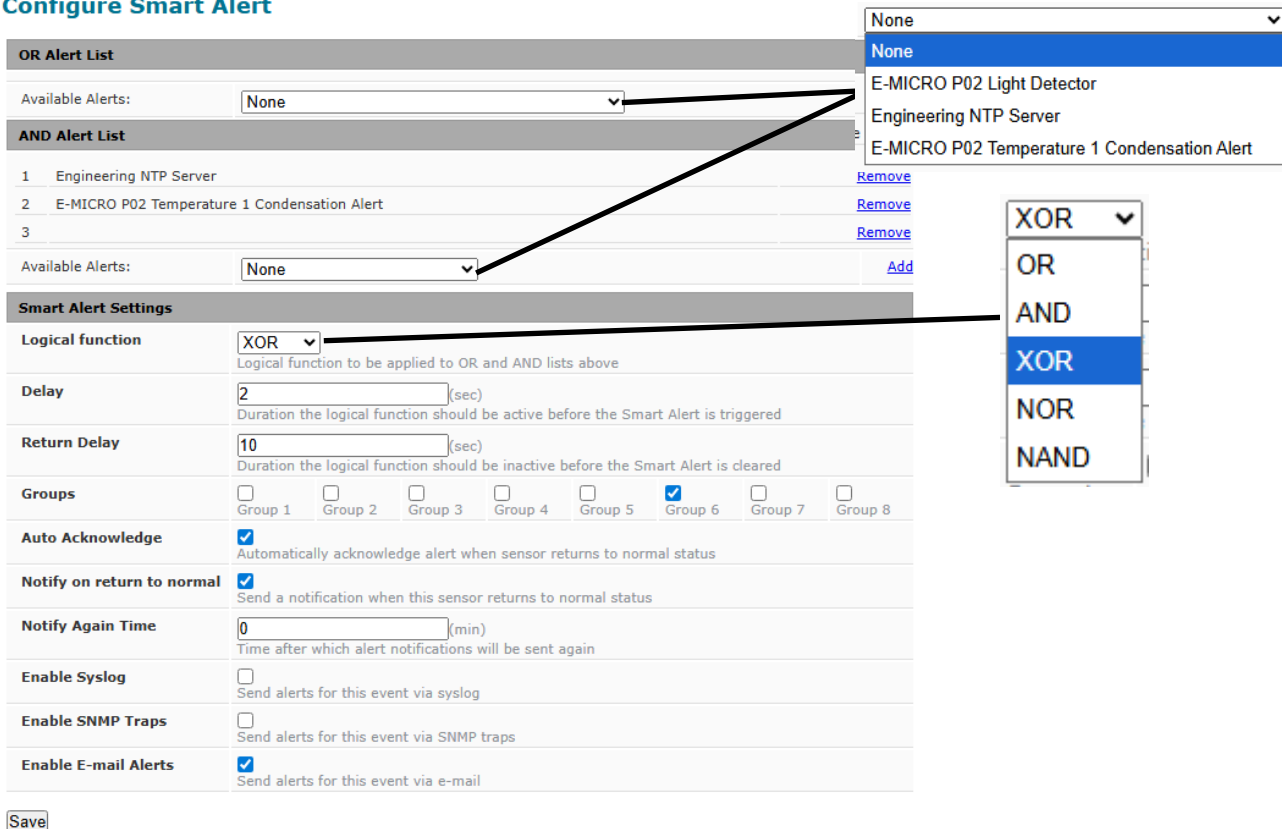 Configure Smart Alert
OR Alert List
Available Alerts:
None
AND Alert List
1 Engineering NTP Server Remove
2 E-MICRO P02 Temperature 1 Condensation Alert Remove
3 Remove
Available Alerts:
None
Add
Smart Alert Settings
Logical function
XOR
Logical function to be applied to OR and AND lists above
Delay
2 (sec)
Duration the logical function should be active before the Smart Alert is triggered
Return Delay
10 (sec)
Duration the logical function should be inactive before the Smart Alert is cleared
Groups
Group 1 Group 2 Group 3 Group 4 Group 5 Group 6 Group 7 Group 8
Auto Acknowledge
Automatically acknowledge alert when sensor returns to normal status
Notify on return to normal
Send a notification when this sensor returns to normal status
Notify Again Time
0 (min)
Time after which alert notifications will be sent again
Enable Syslog
Send alerts for this event via syslog
Enable SNMP Traps
Send alerts for this event via SNMP traps
Enable E-mail Alerts
Send alerts for this event via e-mail
Save
None
None
E-MICRO P02 Light Detector
Engineering NTP Server
E-MICRO P02 Temperature 1 Condensation Alert
XOR
OR
AND
XOR
NOR
NAND